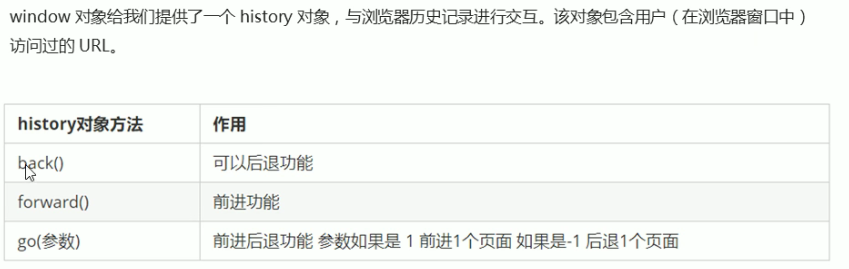 window 对象给我们提供了一个 history 对象，与浏览器历史记录进行交互。该对象包含用户（在浏览器窗口中）
访问过的 URL。
history对象方法 作用
back() 可以后退功能
forward() 前进功能
go(参数) 前进后退功能 参数如果是 1 前进1个页面 如果是-1 后退1个页面